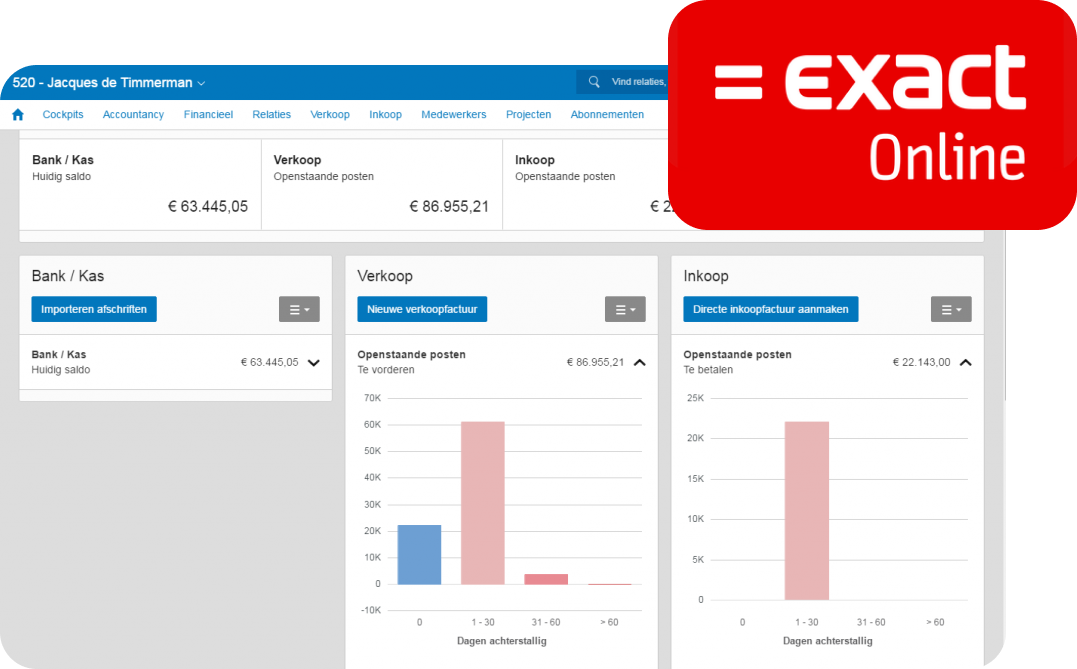 = exact
Online
520 - Jacques de Timmerman
Vind relaties,
Cockpits Accountancy Financieel Relaties Verkoop Inkoop Medewerkers Projecten Abonnementen
Bank / Kas
Huidig saldo
€ 63.445,05
Verkoop
Openstaande posten
€ 86.955,21
Inkoop
Openstaande posten
€ 2
Bank / Kas
Importeren afschriften
Bank / Kas
Huidig saldo
€ 63.445,05
Verkoop
Nieuwe verkoopfactuur
Openstaande posten
Te vorderen
€ 86.955,21
70K
60K
50K
40K
30K
20K
10K
0
-10K
0 1 - 30 31 - 60 > 60
Dagen achterstallig
Inkoop
Directe inkoopfactuur aanmaken
Openstaande posten
Te betalen
€ 22.143,00
25K
20K
15K
10K
5K
0
0 1 - 30 31 - 60 > 60
Dagen achterstallig